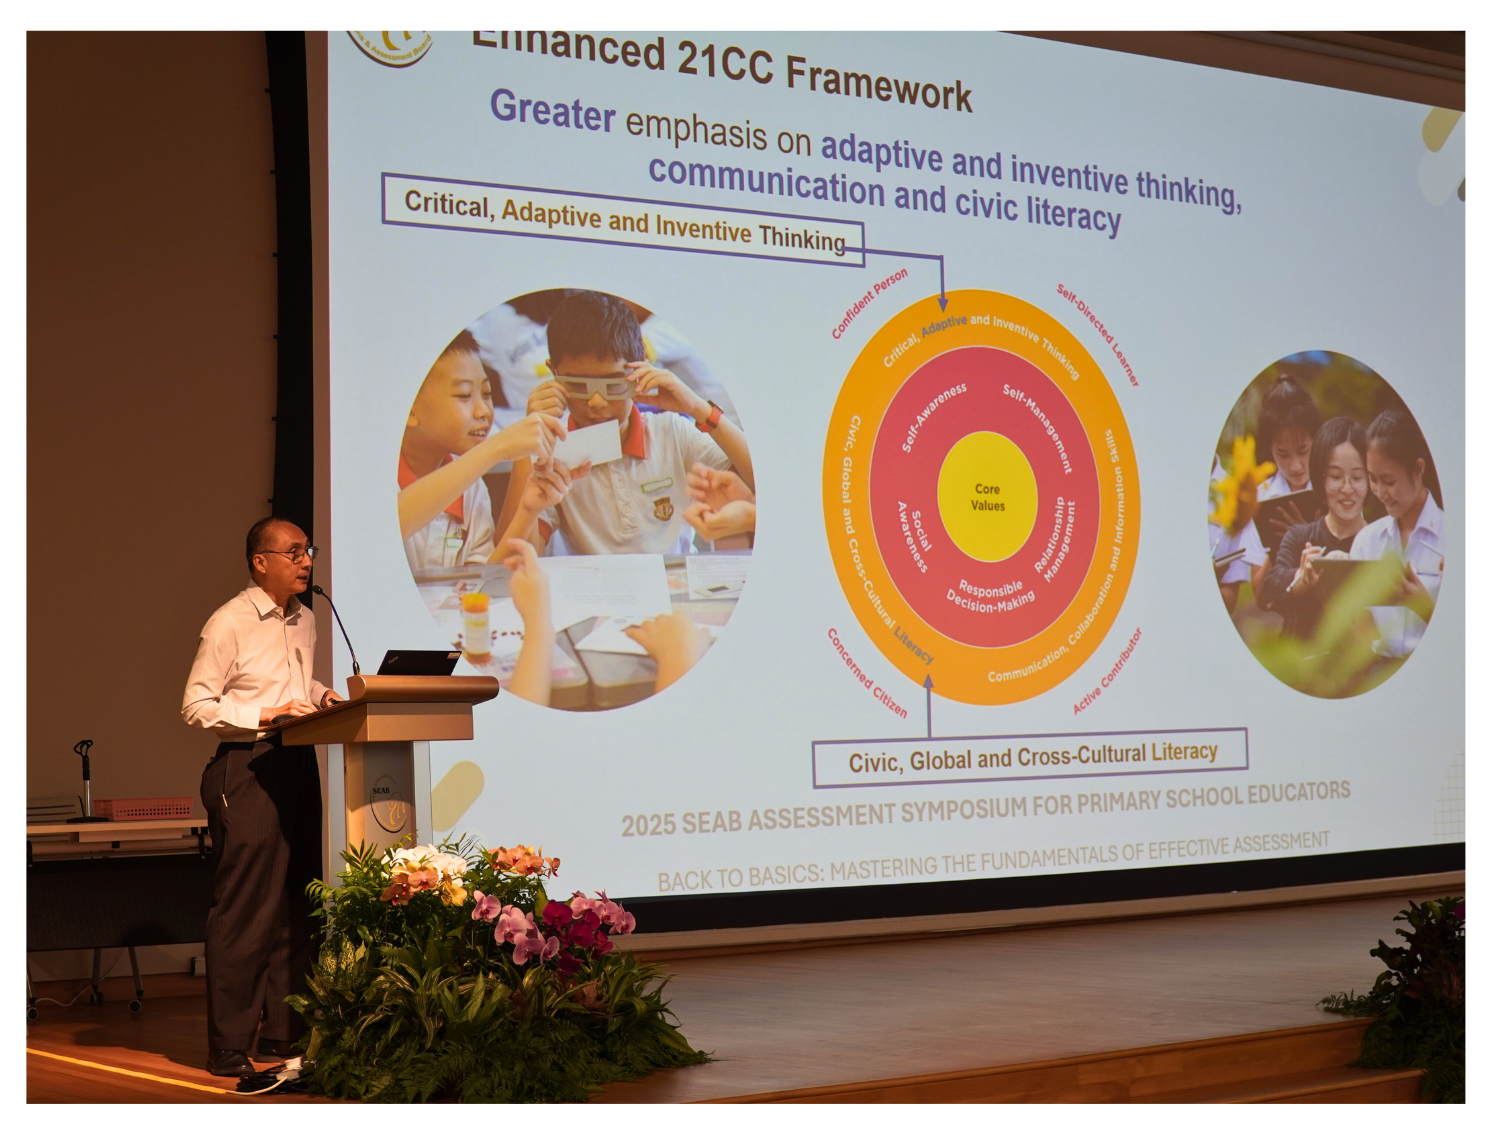 & Assessment Board
Enhanced 21CC Framework
Greater emphasis on adaptive and inventive thinking,
communication and civic literacy
Critical, Adaptive and Inventive Thinking
Confident Person
Self-Directed Learner
Critical, Adaptive and Inventive Thinking
Civic, Global and Cross-Cultural Literacy
Communication, Collaboration and Information Skills
Self-Awareness
Self-Management
Core
Values
Social
Awareness
Relationship
Management
Responsible
Decision-Making
Concerned Citizen
Active Contributor
Civic, Global and Cross-Cultural Literacy
2025 SEAB ASSESSMENT SYMPOSIUM FOR PRIMARY SCHOOL EDUCATORS
BACK TO BASICS: MASTERING THE FUNDAMENTALS OF EFFECTIVE ASSESSMENT
SEAB